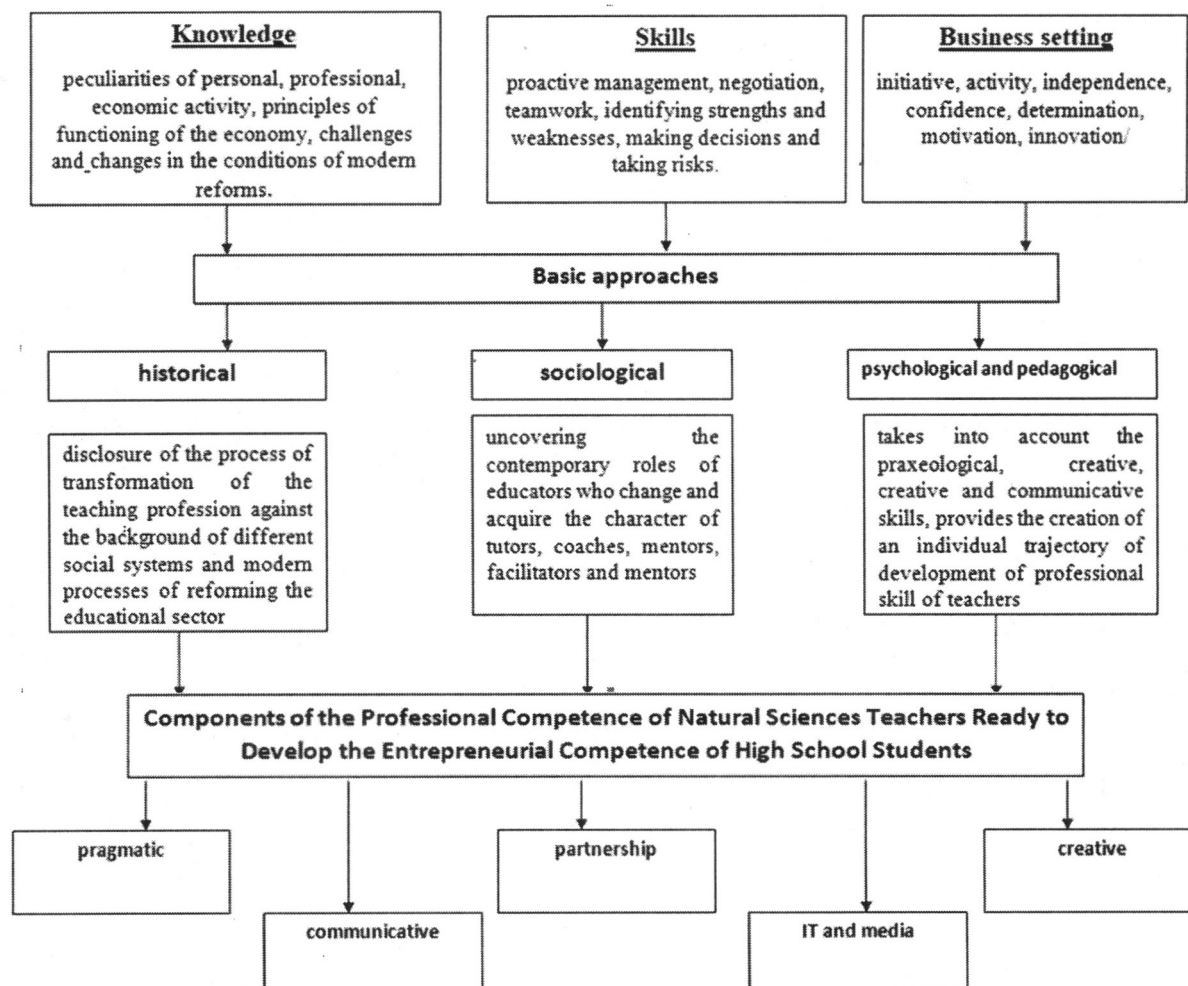 Knowledge
peculiarities of personal, professional,
economic activity, principles of
functioning of the economy, challenges
and changes in the conditions of modern
reforms.
Skills
proactive management, negotiation,
teamwork, identifying strengths and
weaknesses, making decisions and
taking risks.
Business setting
initiative, activity, independence,
confidence, determination,
motivation, innovation/
Basic approaches
historical
sociological
psychological and pedagogical
disclosure of the process of
transformation of the
teaching profession against
the background of different
social systems and modern
processes of reforming the
educational sector
uncovering the
contemporary roles of
educators who change and
acquire the character of
tutors, coaches, mentors,
facilitators and mentors
takes into account the
praxeological, creative,
creative and communicative
skills, provides the creation of
an individual trajectory of
development of professional
skill of teachers
Components of the Professional Competence of Natural Sciences Teachers Ready to
Develop the Entrepreneurial Competence of High School Students
pragmatic
communicative
partnership
IT and media
creative